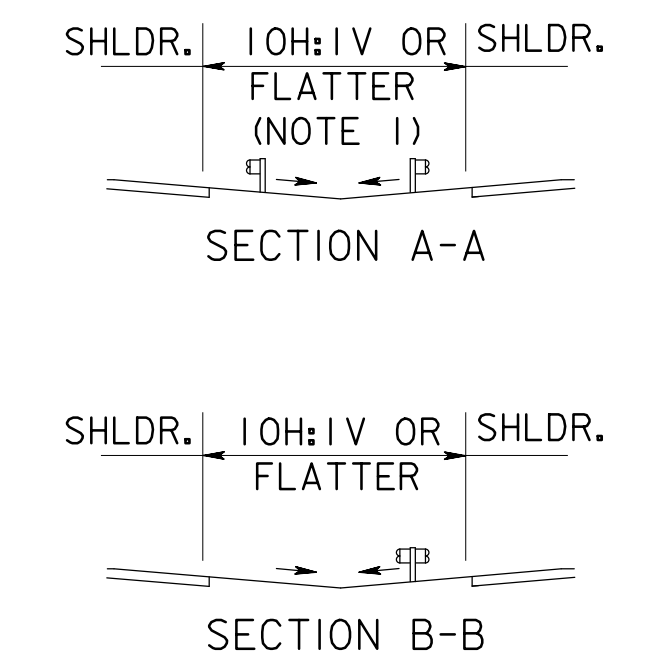 SHLDR. 10H:1V OR SHLDR.
FLATTER
(NOTE 1)
SECTION A-A
SHLDR. 10H:1V OR SHLDR.
FLATTER
SECTION B-B